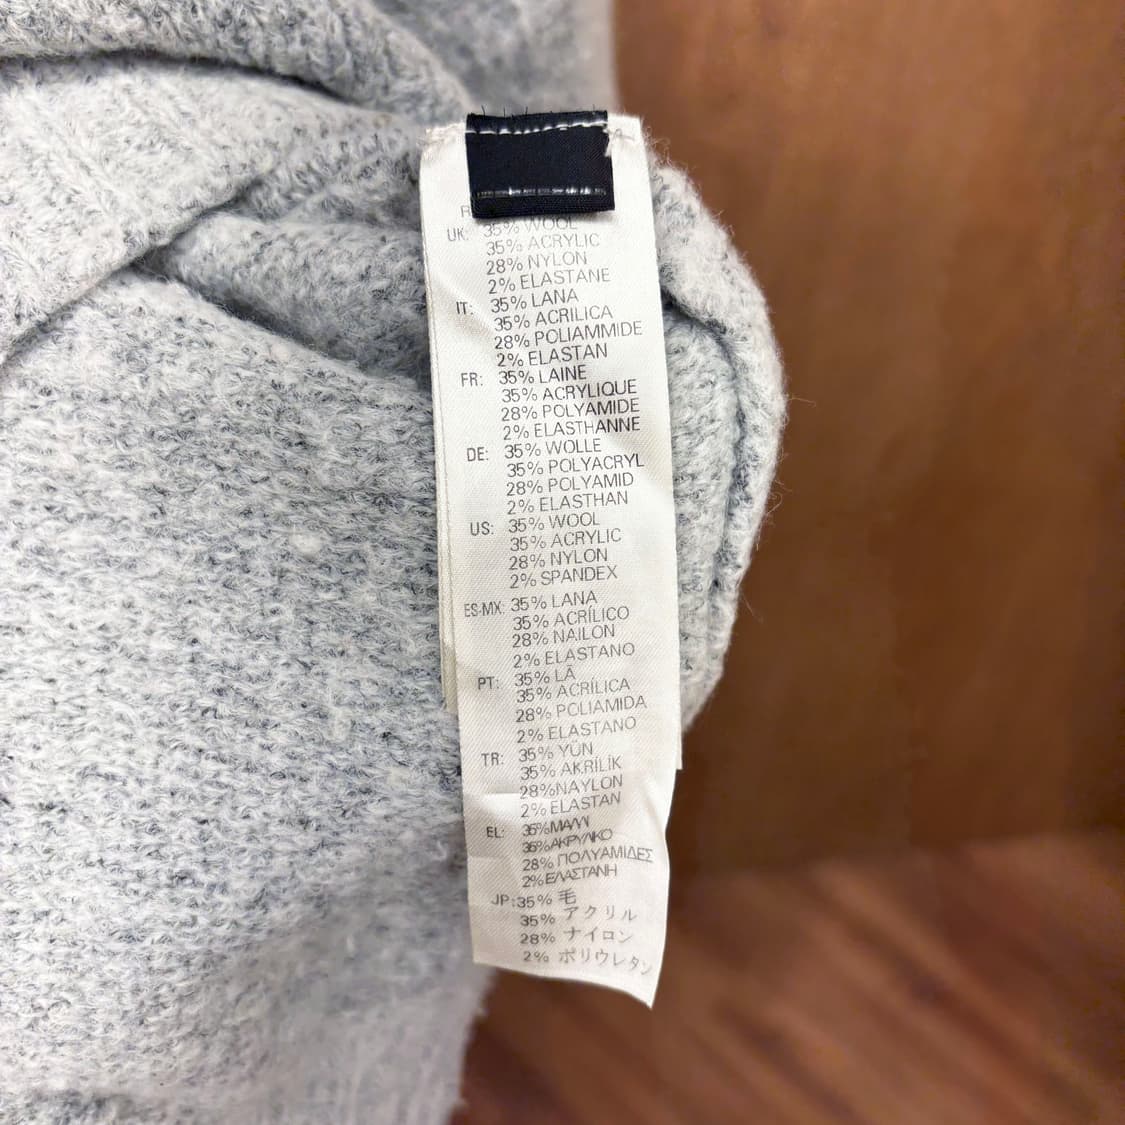 UK: 35% WOOL
35% ACRYLIC
28% NYLON
2% ELASTANE
IT: 35% LANA
35% ACRILICA
28% POLIAMMIDE
2% ELASTAN
FR: 35% LAINE
35% ACRYLIQUE
28% POLYAMIDE
2% ELASTHANNE
DE: 35% WOLLE
35% POLYACRYL
28% POLYAMID
2% ELASTHAN
US: 35% WOOL
35% ACRYLIC
28% NYLON
2% SPANDEX
ES-MX: 35% LANA
35% ACRÍLICO
28% NAILON
2% ELASTANO
PT: 35% LÃ
35% ACRÍLICA
28% POLIAMIDA
2% ELASTANO
TR: 35% YÜN
35% AKRİLİK
28%NAYLON
2% ELASTAN
EL: 35%ΜΑΛΛΙ
35%ΑΚΡΥΛΙΚΟ
28% ΠΟΛΥΑΜΙΔΕΣ
2%ΕΛΑΣΤΑΝΗ
JP:35% 毛
35% アクリル
28% ナイロン
2% ポリウレタン